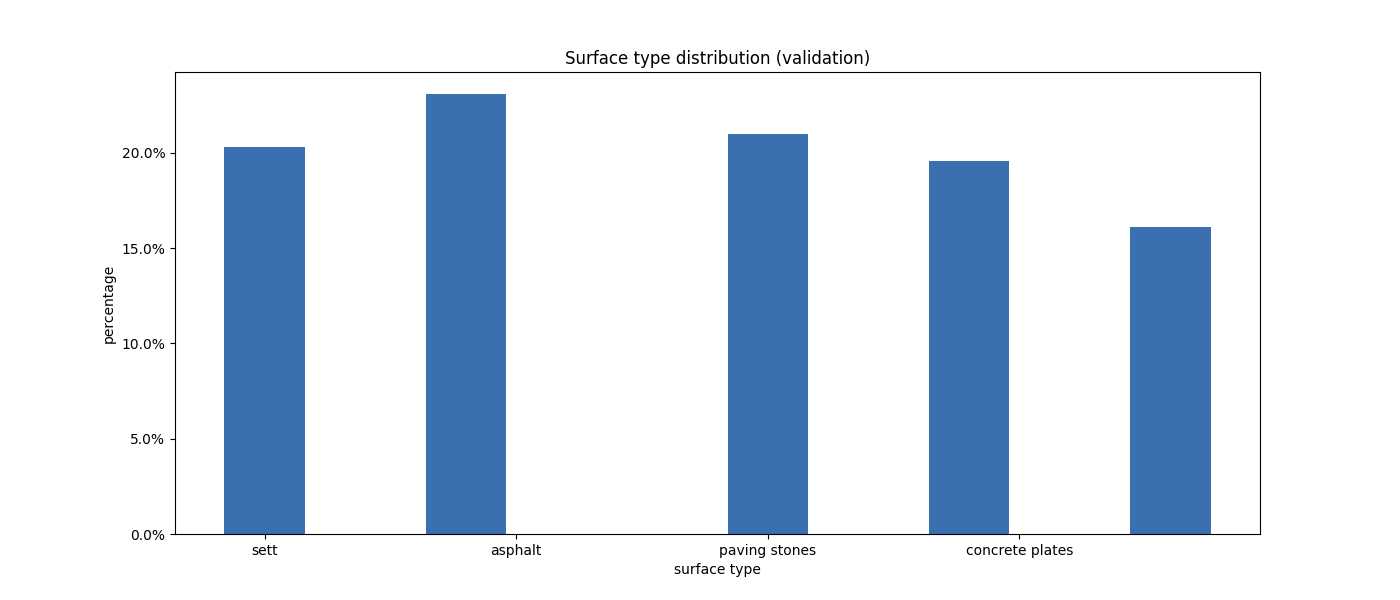 Surface type distribution (validation)
percentage
20.0%
15.0%
10.0%
5.0%
0.0%
sett asphalt paving stones concrete plates
surface type